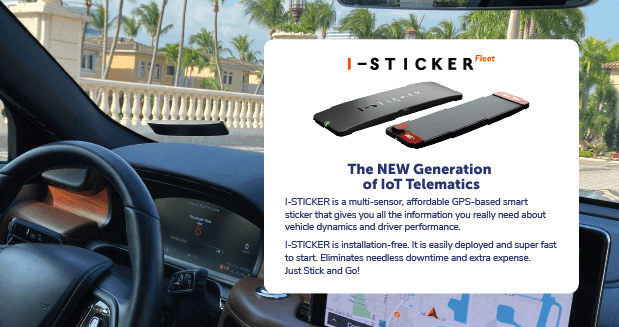 I-STICKER Fleet
I-STICKER
The NEW Generation
of IoT Telematics
I-STICKER is a multi-sensor, affordable GPS-based smart
sticker that gives you all the information you really need about
vehicle dynamics and driver performance.
I-STICKER is installation-free. It is easily deployed and super fast
to start. Eliminates needless downtime and extra expense.
Just Stick and Go!